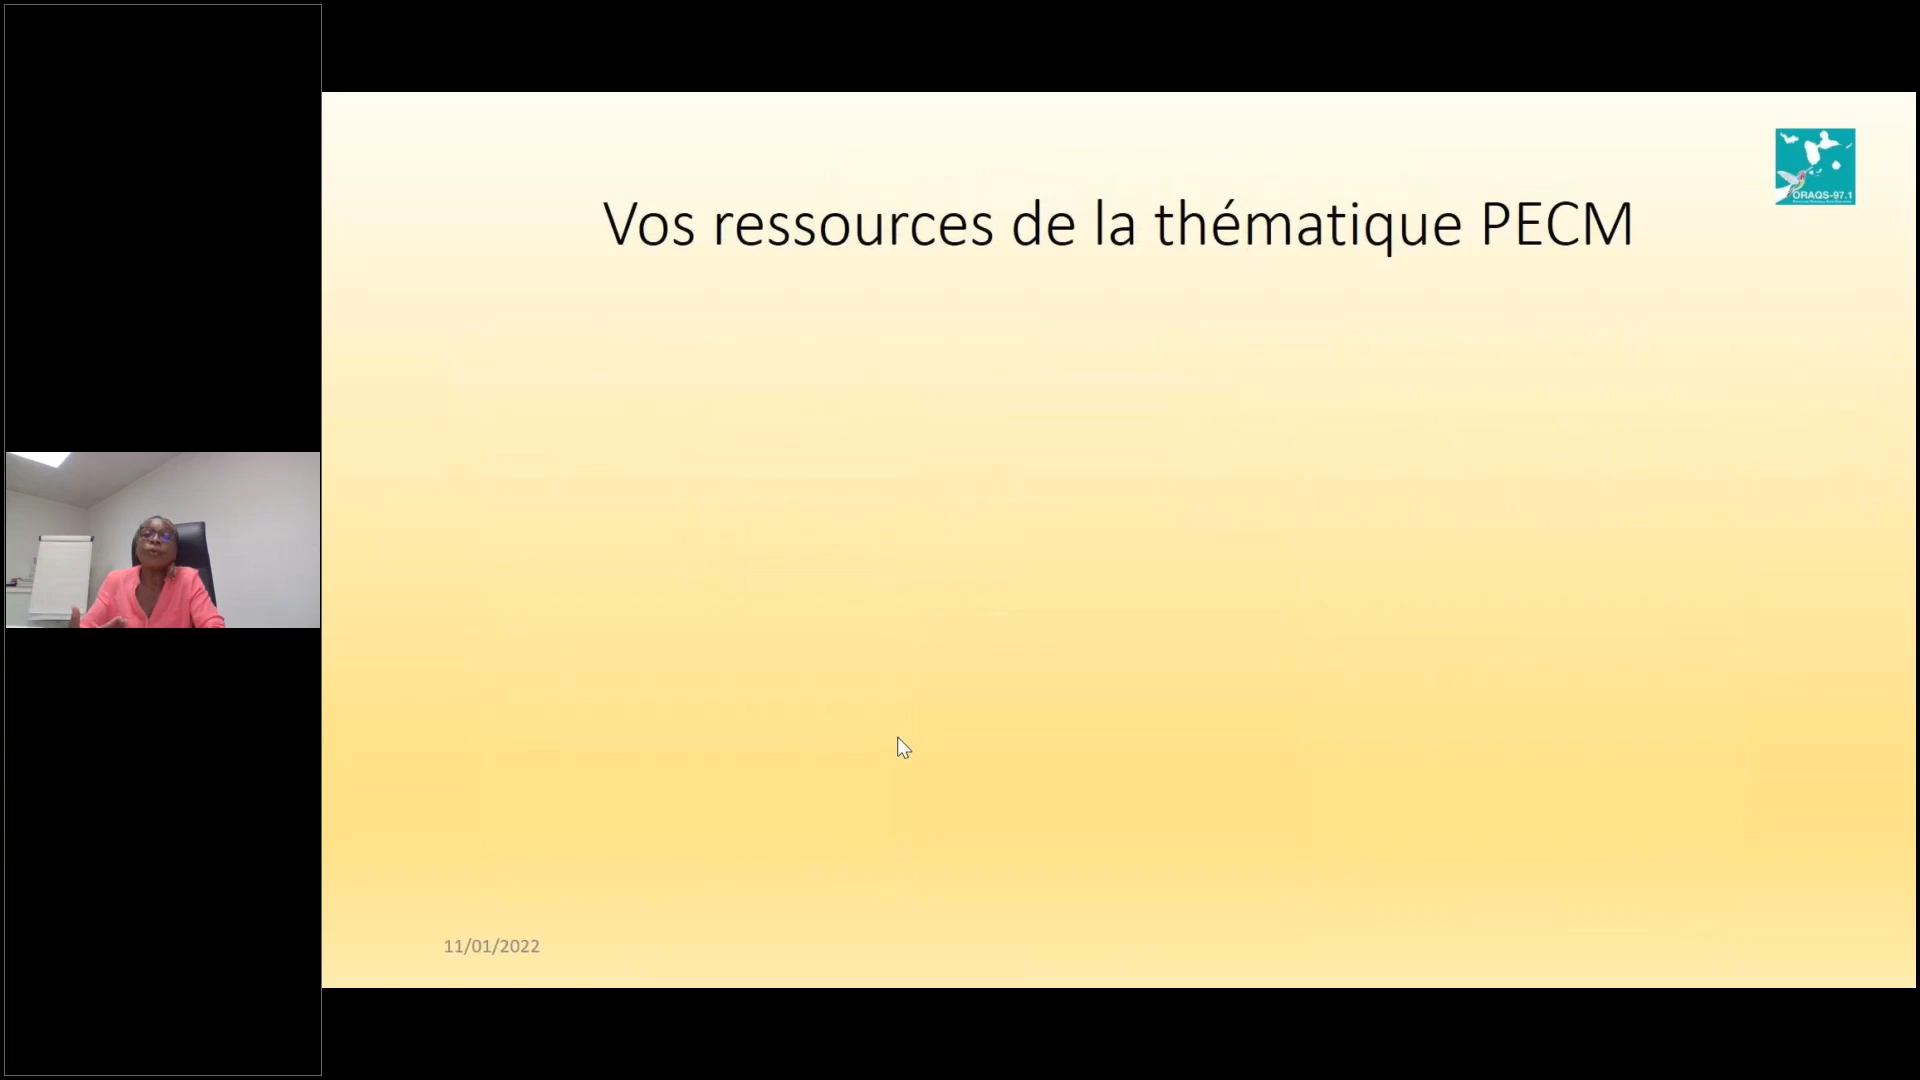 ORAQS-97.1
Vos ressources de la thématique PECM
11/01/2022